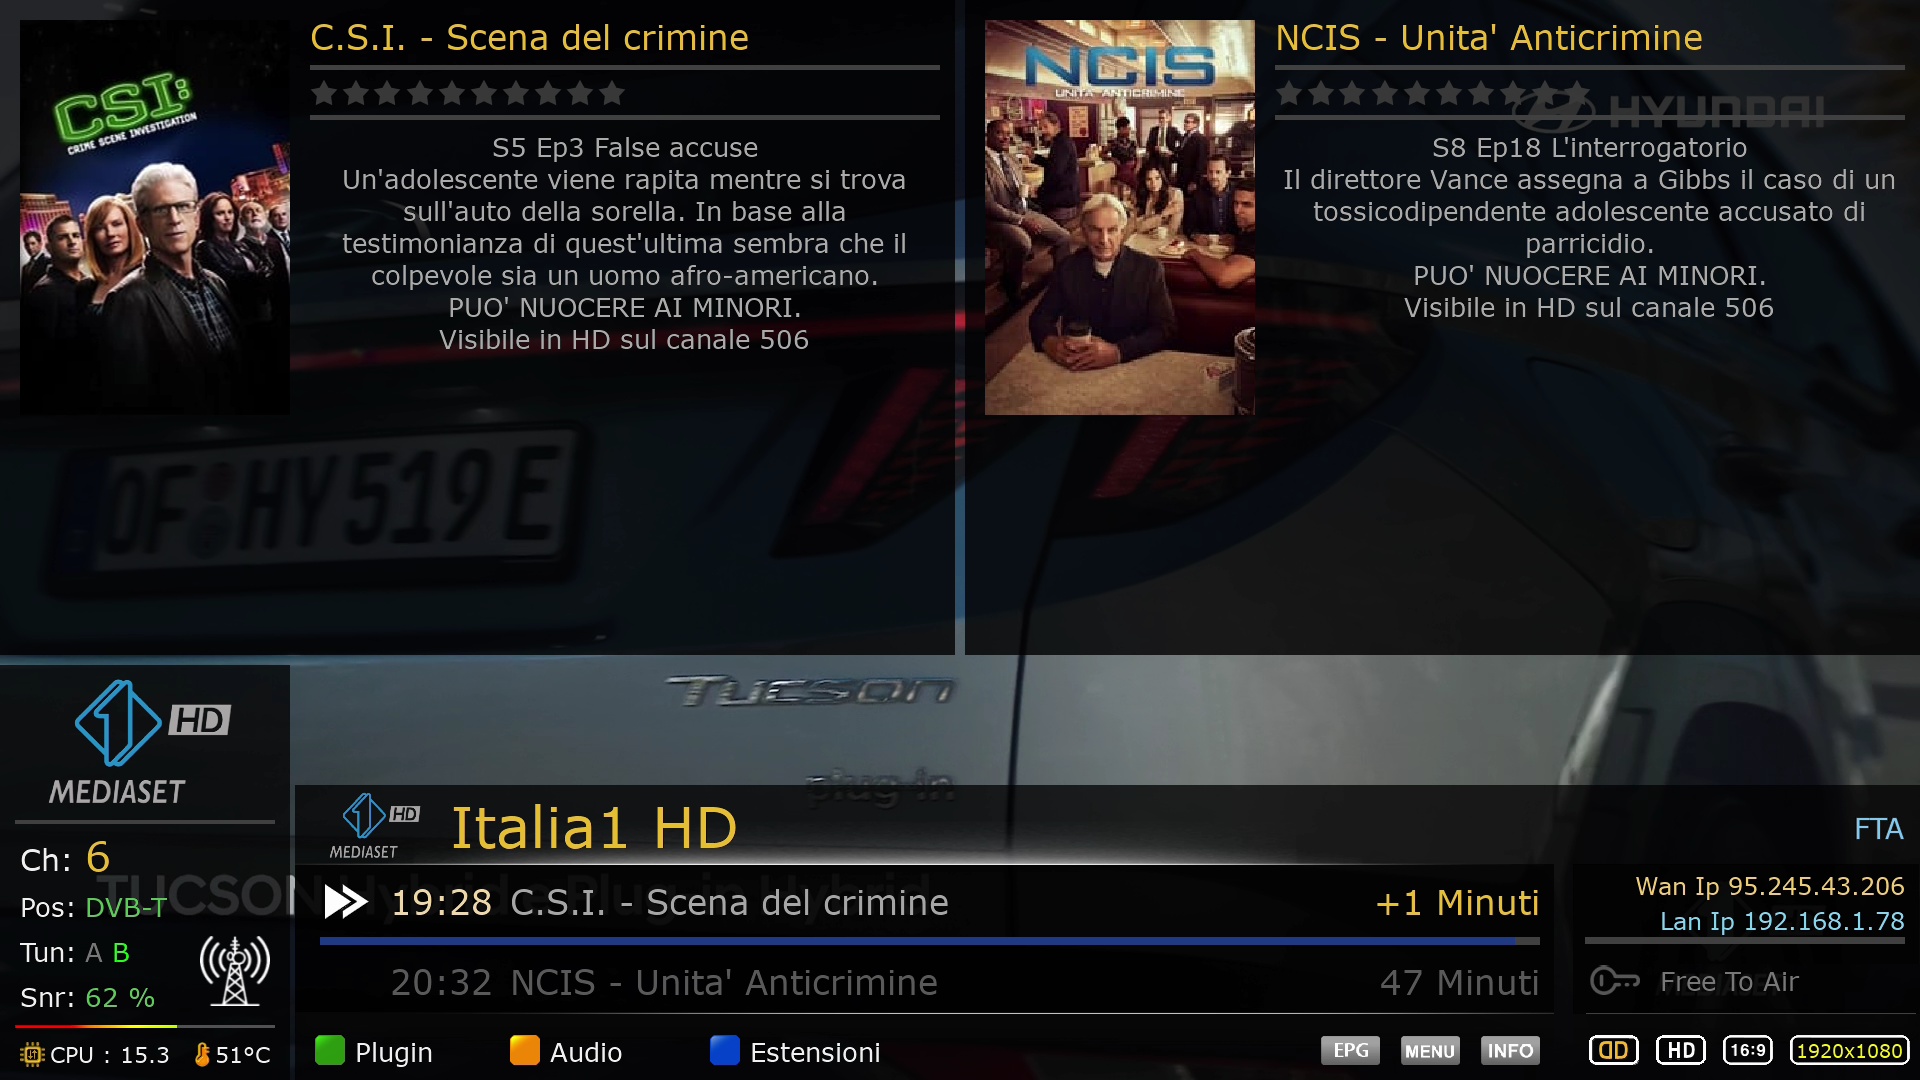 C.S.I. - Scena del crimine
CSI:
CRIME SCENE INVESTIGATION
S5 Ep3 False accuse
Un'adolescente viene rapita mentre si trova
sull'auto della sorella. In base alla
testimonianza di quest'ultima sembra che il
colpevole sia un uomo afro-americano.
PUO' NUOCERE AI MINORI.
Visibile in HD sul canale 506
NCIS - Unita' Anticrimine
NCIS
UNITÀ ANTICRIMINE
HYUNDAI
S8 Ep18 L'interrogatorio
Il direttore Vance assegna a Gibbs il caso di un
tossicodipendente adolescente accusato di
parricidio.
PUO' NUOCERE AI MINORI.
Visibile in HD sul canale 506
OF HY 519 E
TUCSON
plug-in
1 HD
MEDIASET
Ch: 6
Pos: DVB-T
Tun: A B
Snr: 62 %
CPU : 15.3 51°C
1 HD
MEDIASET
Italia1 HD
FTA
TUCSON Hybrid e Plug-in Hybrid
19:28 C.S.I. - Scena del crimine +1 Minuti
20:32 NCIS - Unita' Anticrimine 47 Minuti
Wan Ip 95.245.43.206
Lan Ip 192.168.1.78
Free To Air
MEDIASET
Plugin Audio Estensioni
EPG MENU INFO
DD HD 16:9 1920x1080